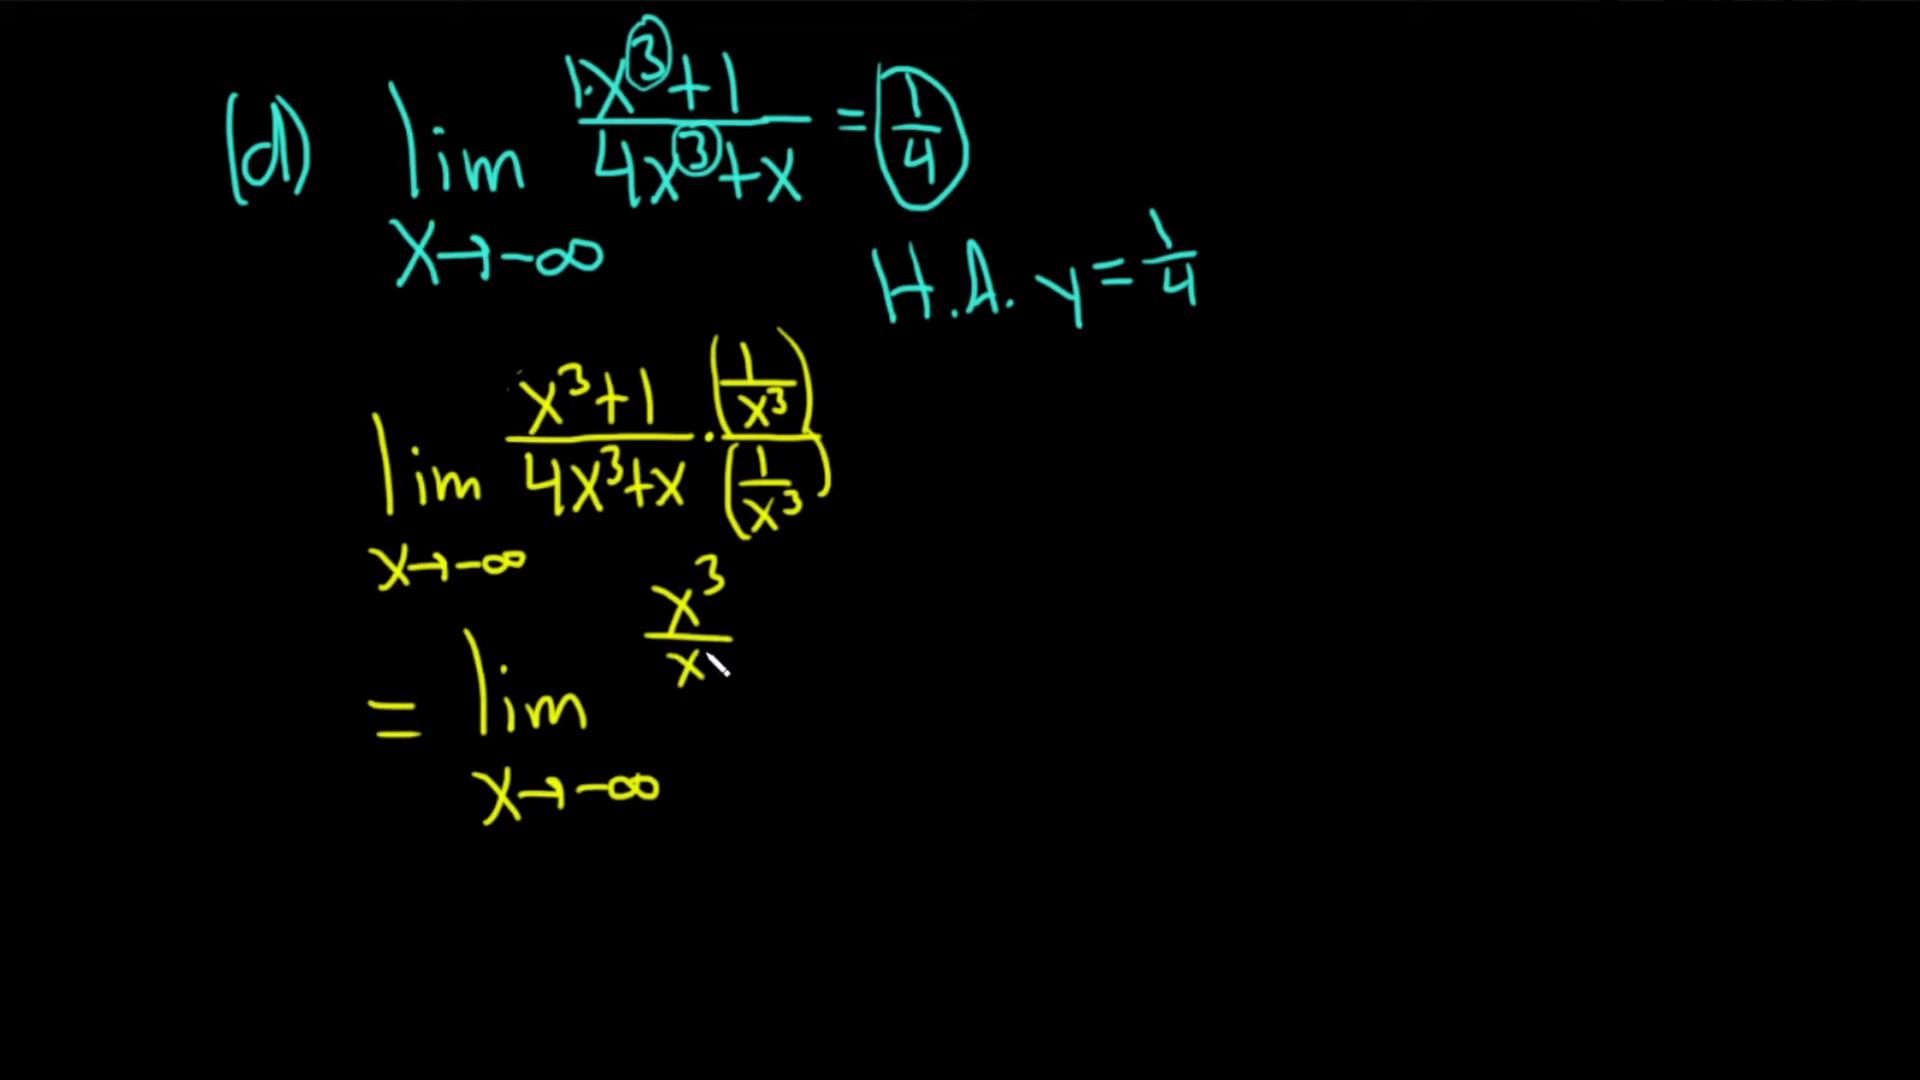 (d) lim x→-∞ (1·x³+1)/(4x³+x) = 1/4
H.A. y = 1/4
lim x→-∞ (x³+1)/(4x³+x) · (1/x³)/(1/x³)
= lim x→-∞ x³/x